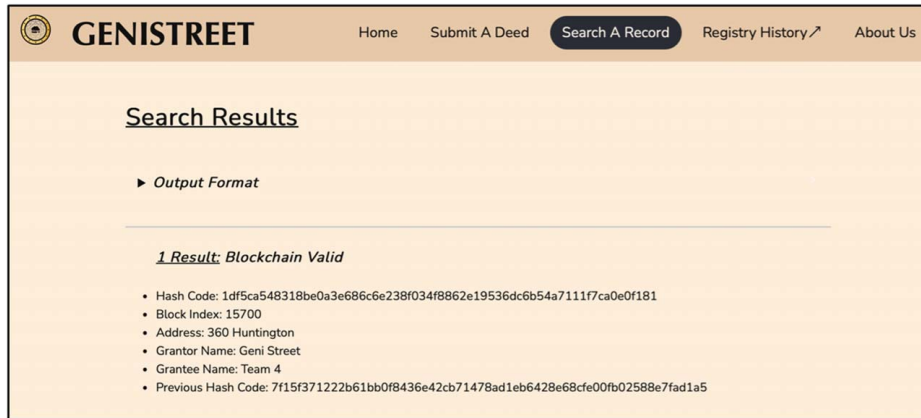 GENISTREET
Home Submit A Deed Search A Record Registry History↗ About Us
Search Results
▶ Output Format
1 Result: Blockchain Valid
• Hash Code: 1df5ca548318be0a3e686c6e238f034f8862e19536dc6b54a7111f7ca0e0f181
• Block Index: 15700
• Address: 360 Huntington
• Grantor Name: Geni Street
• Grantee Name: Team 4
• Previous Hash Code: 7f15f371222b61bb0f8436e42cb71478ad1eb6428e68cfe00fb02588e7fad1a5